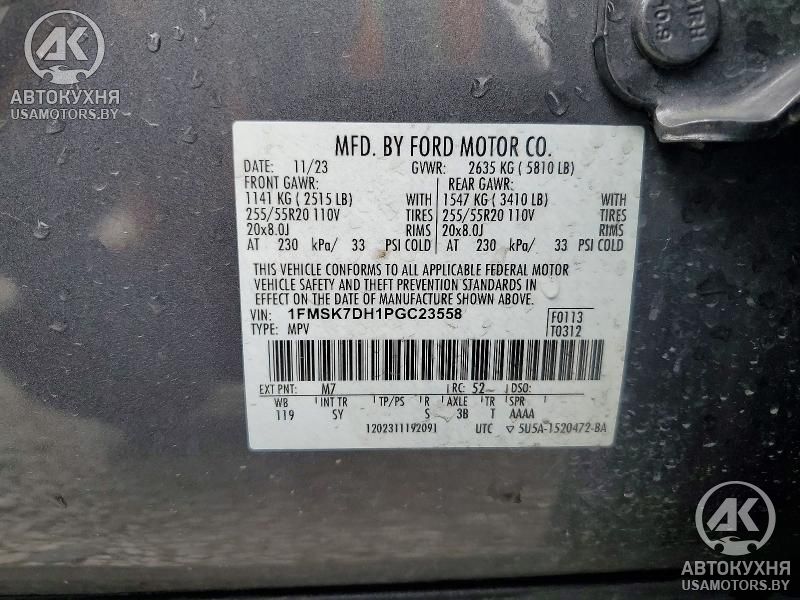 АК
АВТОКУХНЯ
USAMOTORS.BY
10.9
MFD. BY FORD MOTOR CO.
DATE: 11/23 GVWR: 2635 KG ( 5810 LB)
FRONT GAWR: REAR GAWR:
1141 KG ( 2515 LB) WITH 1547 KG ( 3410 LB) WITH
255/55R20 110V TIRES 255/55R20 110V TIRES
20x8.0J RIMS 20x8.0J RIMS
AT 230 kPa/ 33 PSI COLD AT 230 kPa/ 33 PSI COLD
THIS VEHICLE CONFORMS TO ALL APPLICABLE FEDERAL MOTOR
VEHICLE SAFETY AND THEFT PREVENTION STANDARDS IN
EFFECT ON THE DATE OF MANUFACTURE SHOWN ABOVE.
VIN: 1FMSK7DH1PGC23558 F0113
TYPE: MPV T0312
EXT PNT: M7 RC: 52 DSO:
WB INT TR TP/PS R AXLE TR SPR
119 SY S 3B T AAAA
1202311192091 UTC ▽ 5U5A-1520472-BA
АК
АВТОКУХНЯ
USAMOTORS.BY